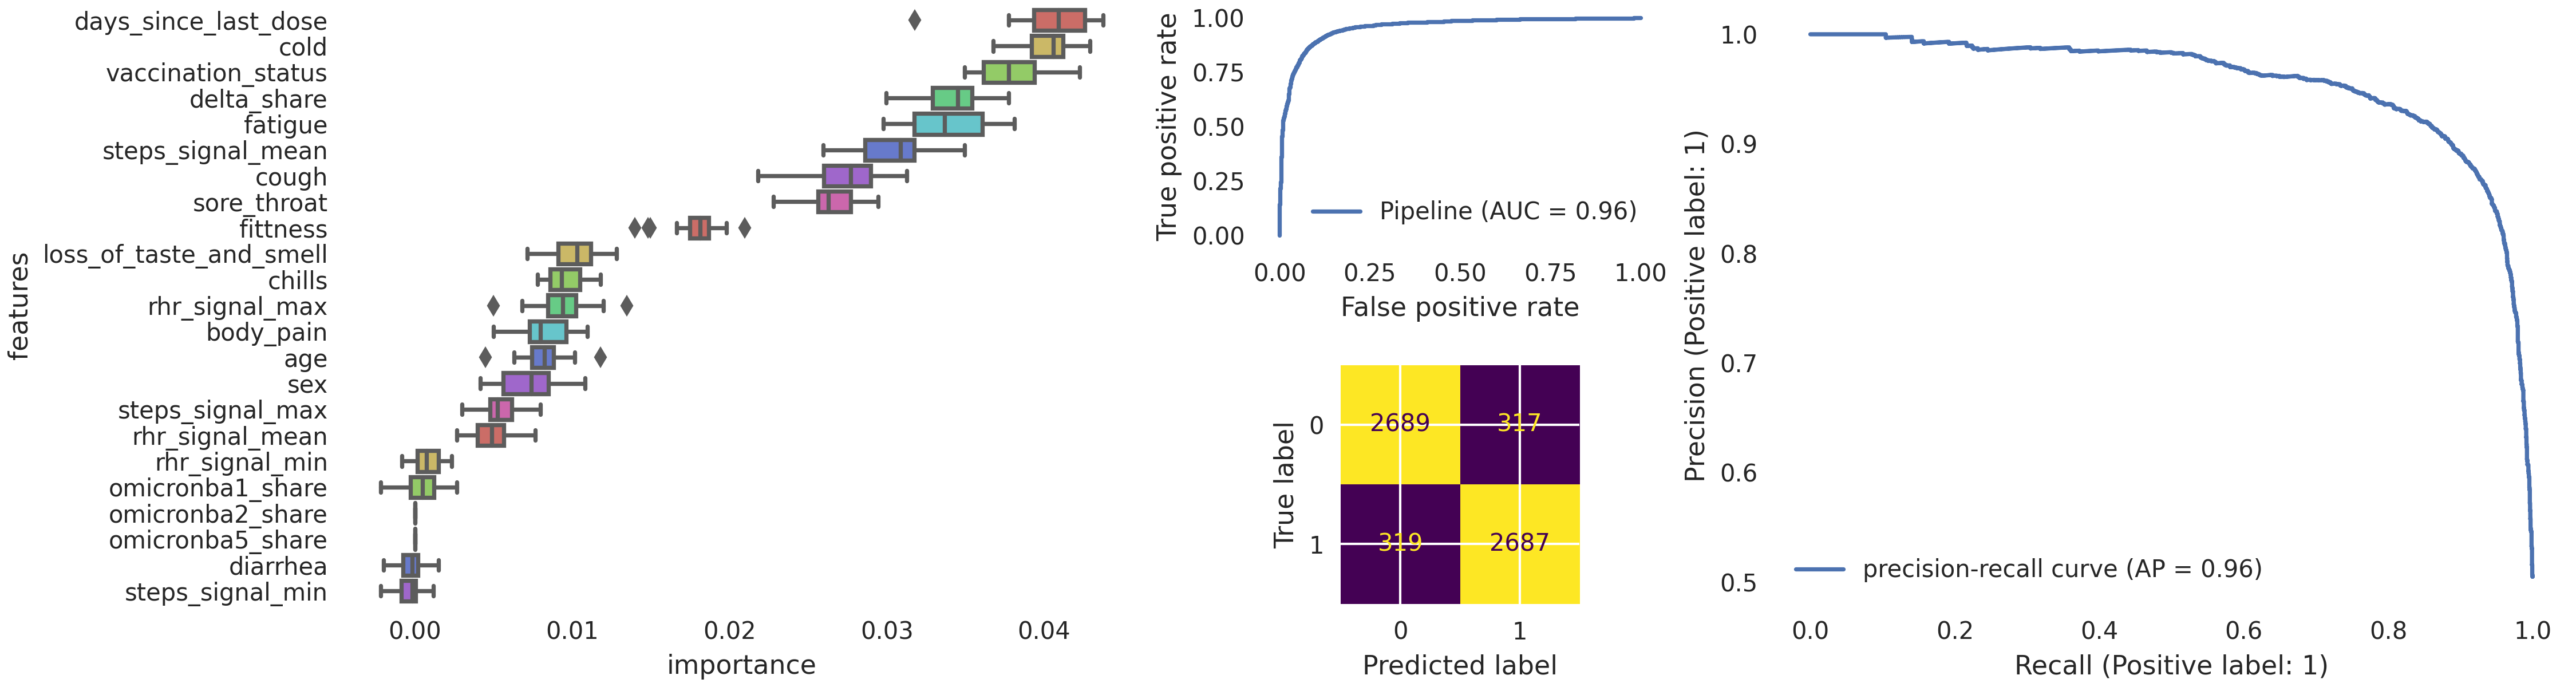 features
days_since_last_dose
cold
vaccination_status
delta_share
fatigue
steps_signal_mean
cough
sore_throat
fittness
loss_of_taste_and_smell
chills
rhr_signal_max
body_pain
age
sex
steps_signal_max
rhr_signal_mean
rhr_signal_min
omicronba1_share
omicronba2_share
omicronba5_share
diarrhea
steps_signal_min
0.00 0.01 0.02 0.03 0.04
importance
True positive rate
1.00
0.75
0.50
0.25
0.00
Pipeline (AUC = 0.96)
0.00 0.25 0.50 0.75 1.00
False positive rate
True label
0
1
2689 317
319 2687
0 1
Predicted label
Precision (Positive label: 1)
1.0
0.9
0.8
0.7
0.6
0.5
precision-recall curve (AP = 0.96)
0.0 0.2 0.4 0.6 0.8 1.0
Recall (Positive label: 1)